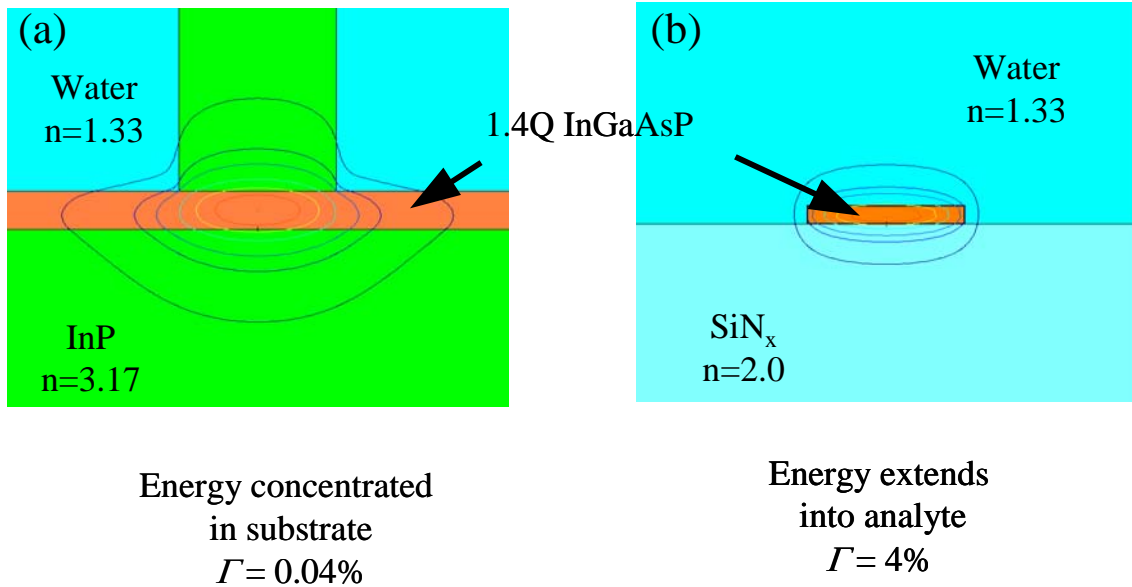 (a)
Water
n=1.33
InP
n=3.17
1.4Q InGaAsP
(b)
Water
n=1.33
SiNₓ
n=2.0
Energy concentrated
in substrate
Γ = 0.04%
Energy extends
into analyte
Γ = 4%